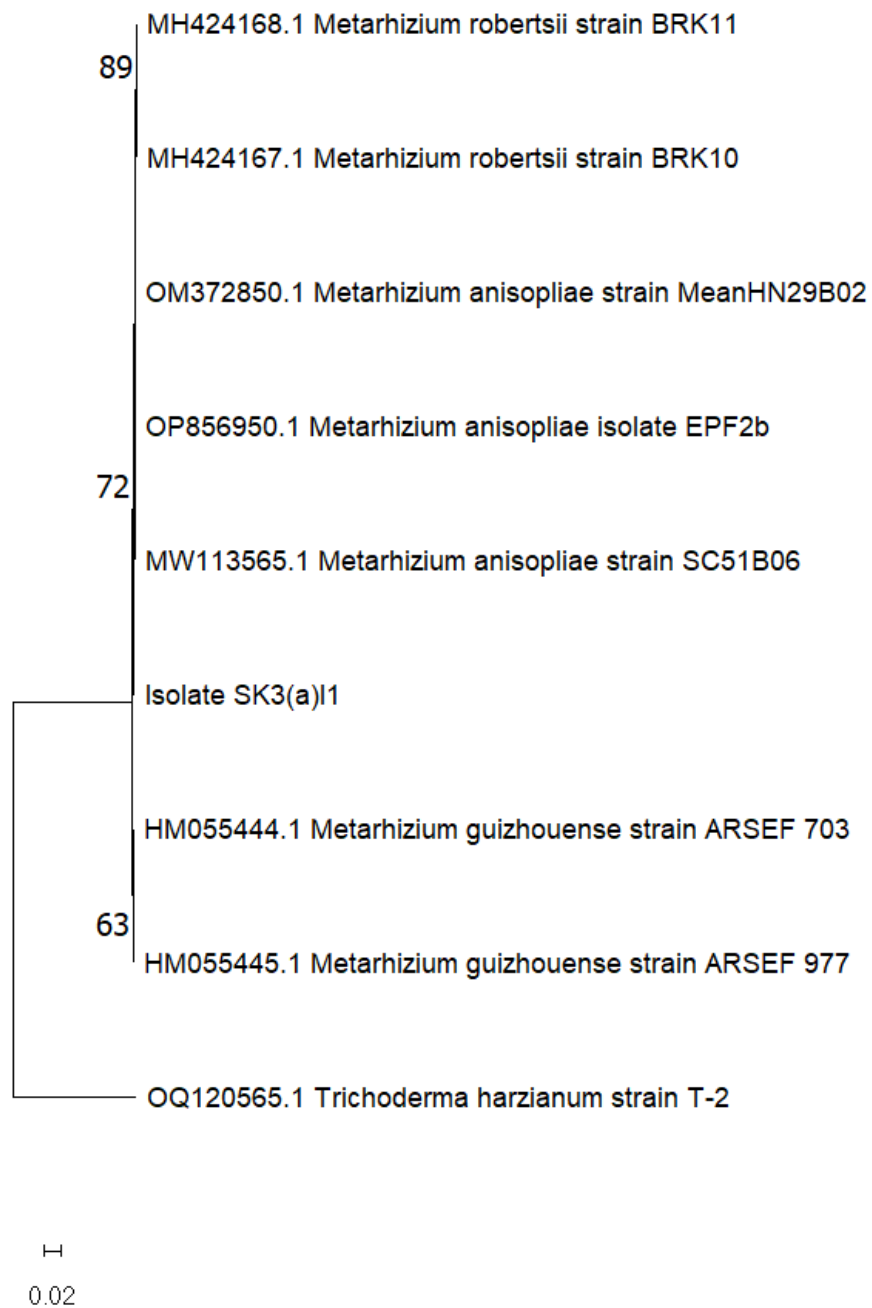 MH424168.1 Metarhizium robertsii strain BRK11
89
MH424167.1 Metarhizium robertsii strain BRK10
OM372850.1 Metarhizium anisopliae strain MeanHN29B02
OP856950.1 Metarhizium anisopliae isolate EPF2b
72
MW113565.1 Metarhizium anisopliae strain SC51B06
Isolate SK3(a)I1
HM055444.1 Metarhizium guizhouense strain ARSEF 703
63
HM055445.1 Metarhizium guizhouense strain ARSEF 977
OQ120565.1 Trichoderma harzianum strain T-2
0.02